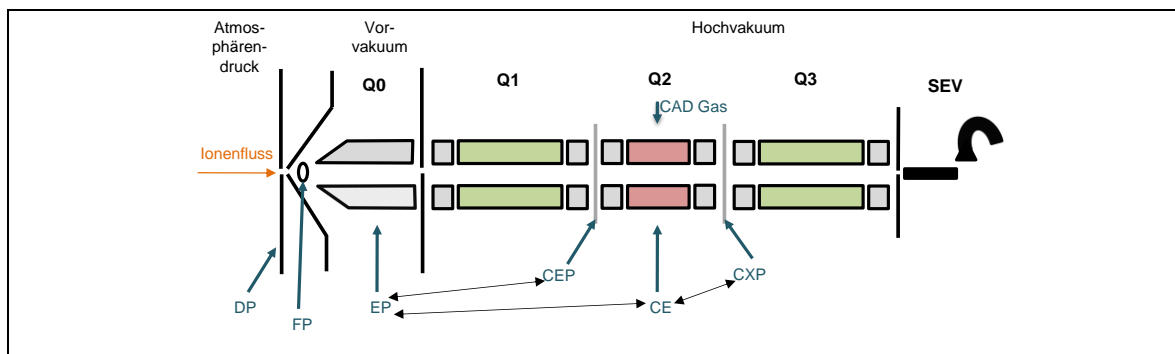 Atmos-
phären-
druck
Vor-
vakuum
Hochvakuum
Q0
Q1
Q2
Q3
SEV
CAD Gas
Ionenfluss
DP
FP
EP
CEP
CE
CXP